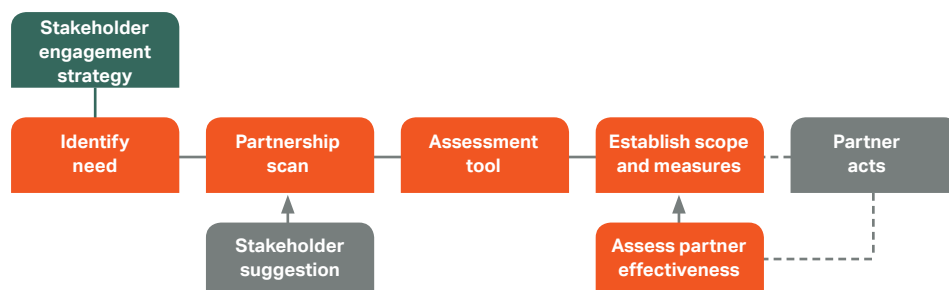 Stakeholder
engagement
strategy
Identify
need
Partnership
scan
Assessment
tool
Establish scope
and measures
Partner
acts
Stakeholder
suggestion
Assess partner
effectiveness